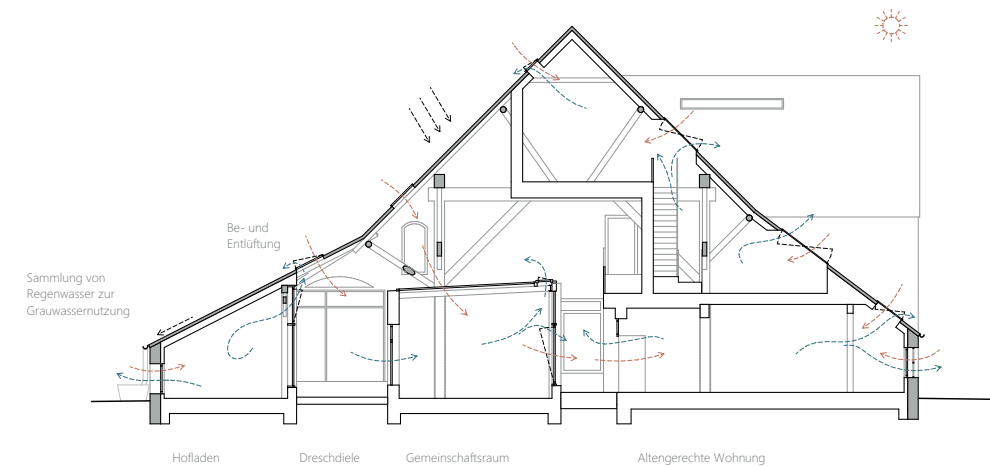 Be- und
Entlüftung
Sammlung von
Regenwasser zur
Grauwassernutzung
Hofladen
Dreschdiele
Gemeinschaftsraum
Altengerechte Wohnung